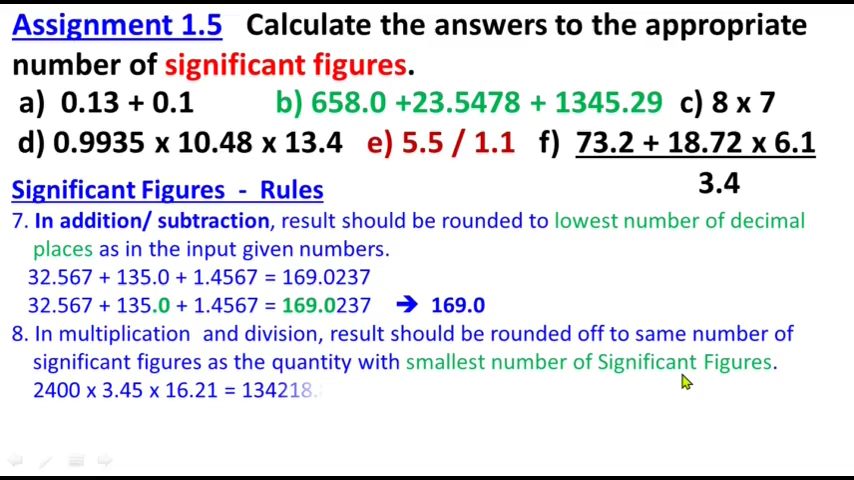 Assignment 1.5 Calculate the answers to the appropriate
number of significant figures.
a) 0.13 + 0.1 b) 658.0 +23.5478 + 1345.29 c) 8 x 7
d) 0.9935 x 10.48 x 13.4 e) 5.5 / 1.1 f) 73.2 + 18.72 x 6.1
3.4
Significant Figures - Rules
7. In addition/ subtraction, result should be rounded to lowest number of decimal
places as in the input given numbers.
32.567 + 135.0 + 1.4567 = 169.0237
32.567 + 135.0 + 1.4567 = 169.0237 → 169.0
8. In multiplication and division, result should be rounded off to same number of
significant figures as the quantity with smallest number of Significant Figures.
2400 x 3.45 x 16.21 = 134218.